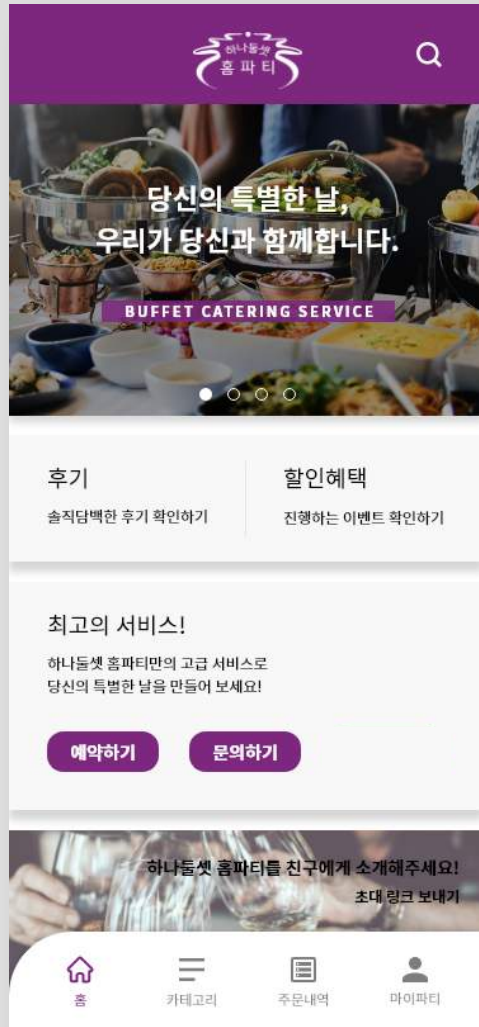 하나둘셋
홈파티
당신의 특별한 날,
우리가 당신과 함께합니다.
BUFFET CATERING SERVICE
후기
솔직담백한 후기 확인하기
할인혜택
진행하는 이벤트 확인하기
최고의 서비스!
하나둘셋 홈파티만의 고급 서비스로
당신의 특별한 날을 만들어 보세요!
예약하기
문의하기
하나둘셋 홈파티를 친구에게 소개해주세요!
초대 링크 보내기
홈
카테고리
주문내역
마이파티